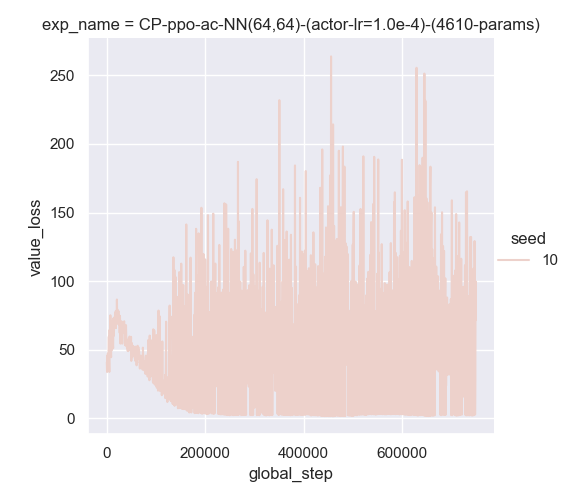 exp_name = CP-ppo-ac-NN(64,64)-(actor-lr=1.0e-4)-(4610-params)
250
200
150
100
50
0
value_loss
0 200000 400000 600000
global_step
seed
10